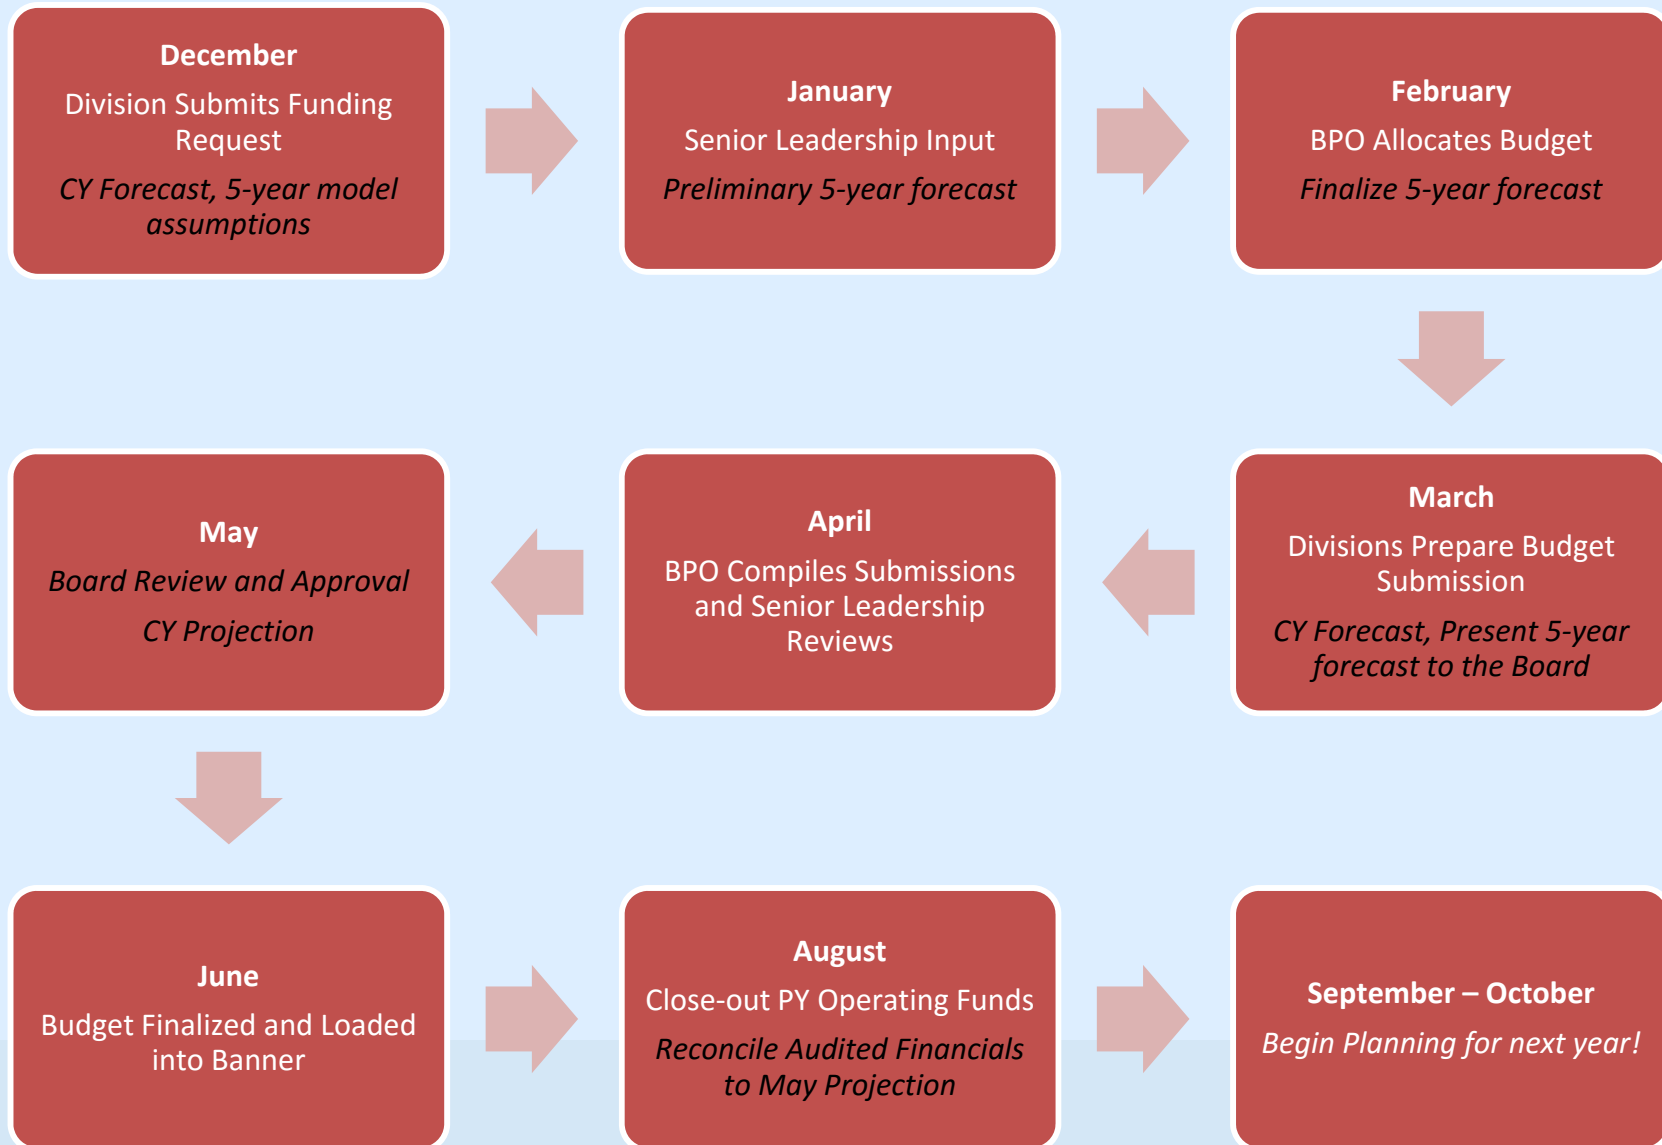 December
Division Submits Funding
Request
CY Forecast, 5-year model
assumptions
January
Senior Leadership Input
Preliminary 5-year forecast
February
BPO Allocates Budget
Finalize 5-year forecast
March
Divisions Prepare Budget
Submission
CY Forecast, Present 5-year
forecast to the Board
April
BPO Compiles Submissions
and Senior Leadership
Reviews
May
Board Review and Approval
CY Projection
June
Budget Finalized and Loaded
into Banner
August
Close-out PY Operating Funds
Reconcile Audited Financials
to May Projection
September – October
Begin Planning for next year!